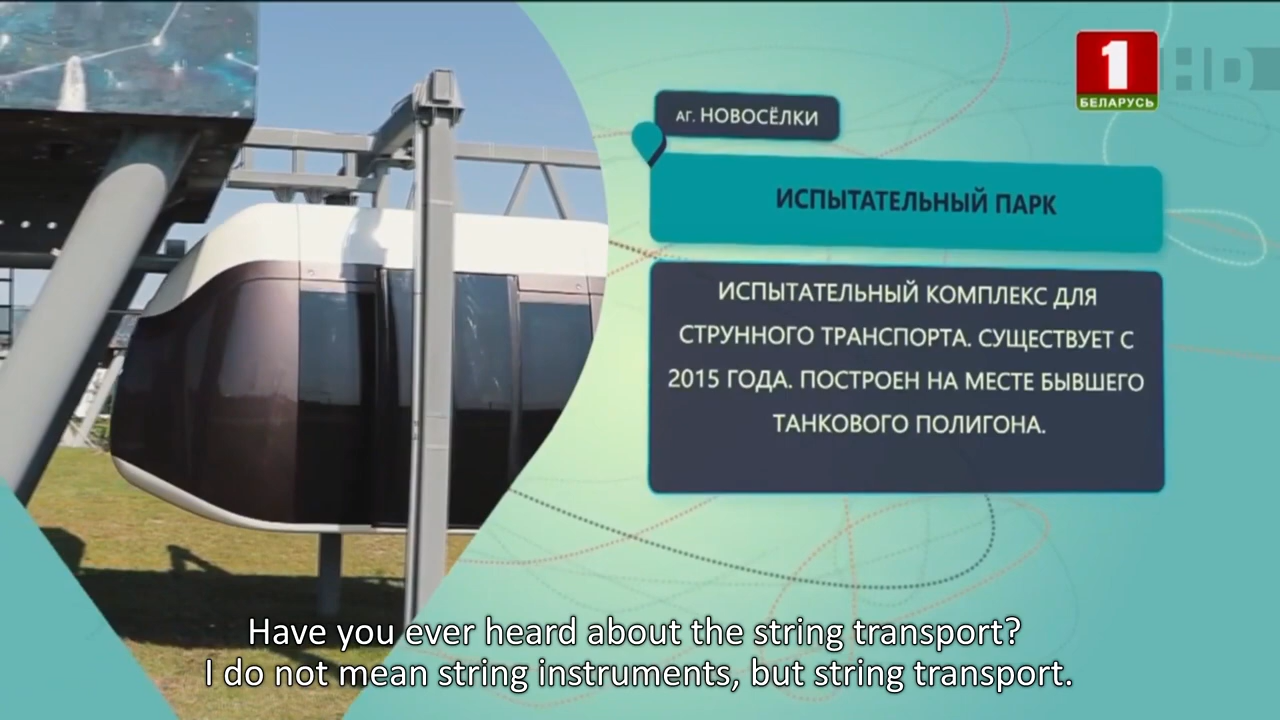 1 HD
БЕЛАРУСЬ
АГ. НОВОСЁЛКИ
ИСПЫТАТЕЛЬНЫЙ ПАРК
ИСПЫТАТЕЛЬНЫЙ КОМПЛЕКС ДЛЯ
СТРУННОГО ТРАНСПОРТА. СУЩЕСТВУЕТ С
2015 ГОДА. ПОСТРОЕН НА МЕСТЕ БЫВШЕГО
ТАНКОВОГО ПОЛИГОНА.
Have you ever heard about the string transport?
I do not mean string instruments, but string transport.